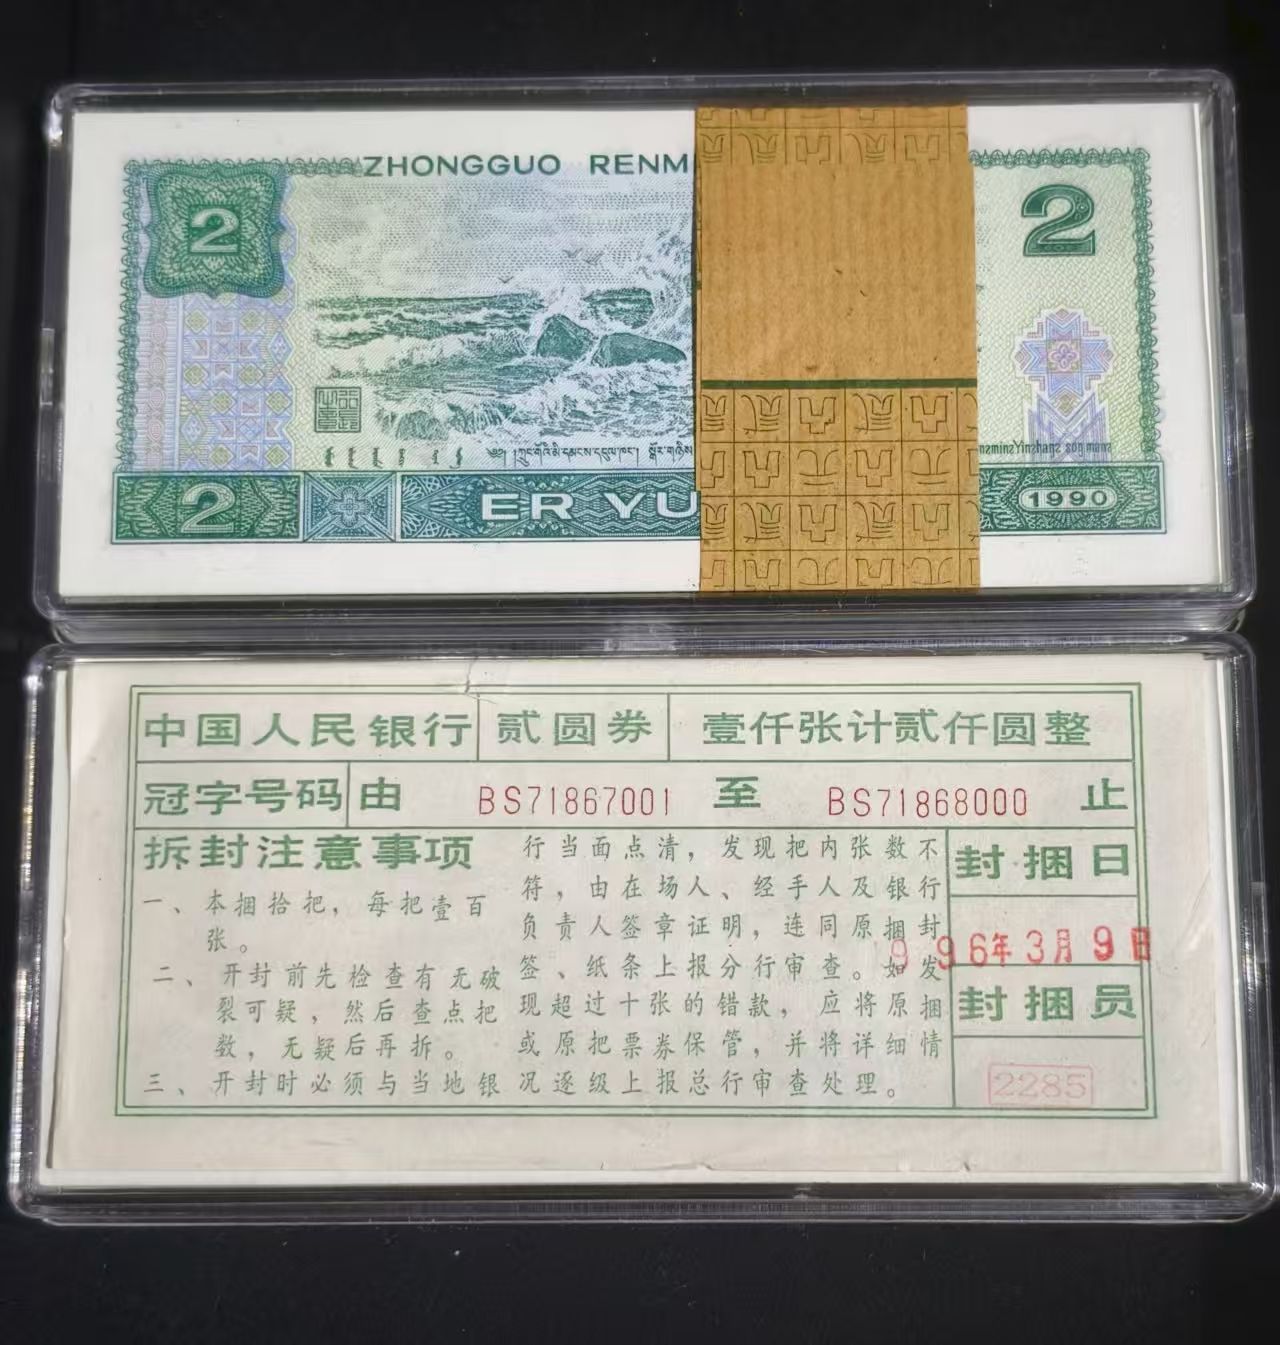 ZHONGGUO RENM
2
2
2
ER YU
1990
中国人民银行 贰圆券 壹仟张计贰仟圆整
冠字号码 由 BS71867001 至 BS71868000 止
拆封注意事项
一、本捆拾把，每把壹百
张。
二、开封前先检查有无破
裂可疑，然后查点把
数，无疑后再拆。
三、开封时必须与当地银
行当面点清，发现把内张数不
符，由在场人、经手人及银行
负责人签章证明，连同原捆封
签、纸条上报分行审查。如发
现超过十张的错款，应将原捆
或原把票券保管，并将详细情
况逐级上报总行审查处理。
封捆日
996年3月9日
封捆员
2285